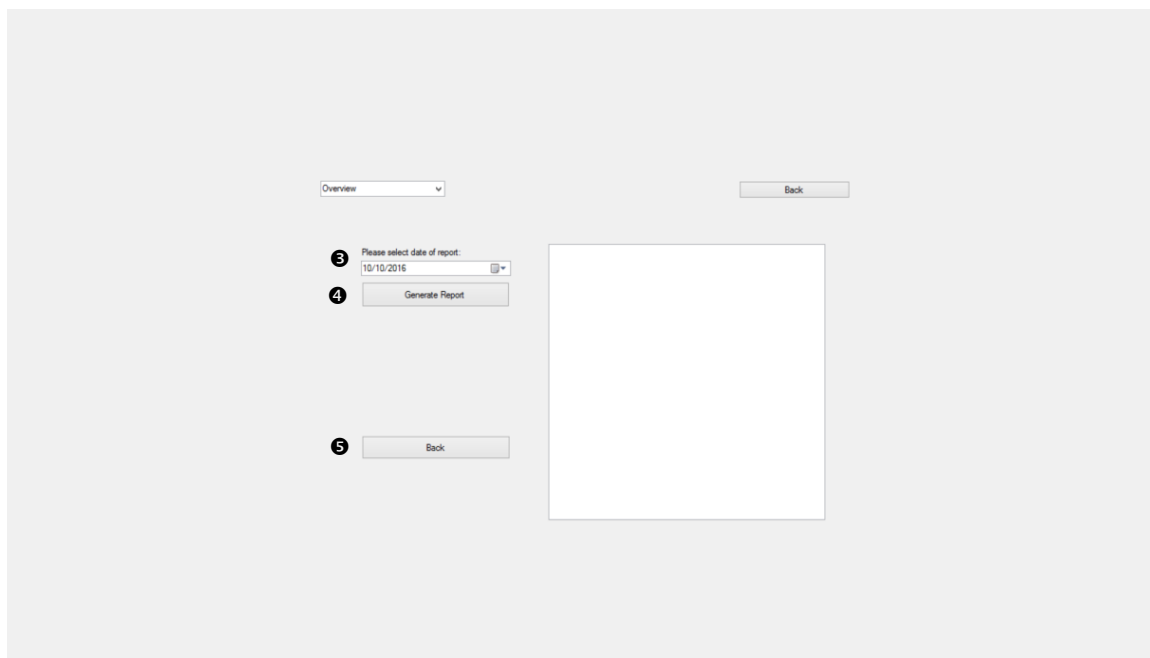 Overview
Back
❸ Please select date of report:
10/10/2016
❹ Generate Report
❺ Back